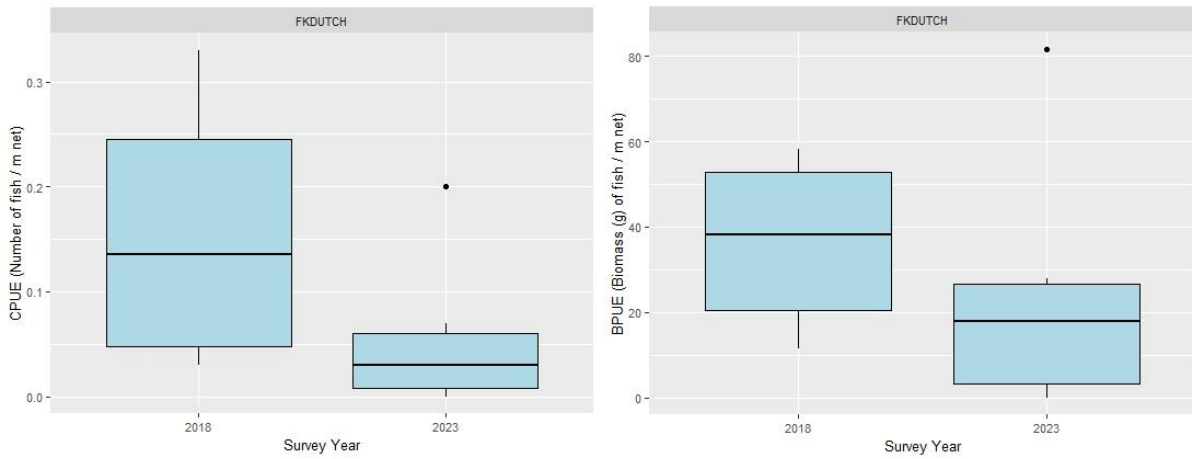 FKDUTCH
CPUE (Number of fish / m net)
0.3
0.2
0.1
0.0
2018 2023
Survey Year
FKDUTCH
BPUE (Biomass (g) of fish / m net)
80
60
40
20
0
2018 2023
Survey Year